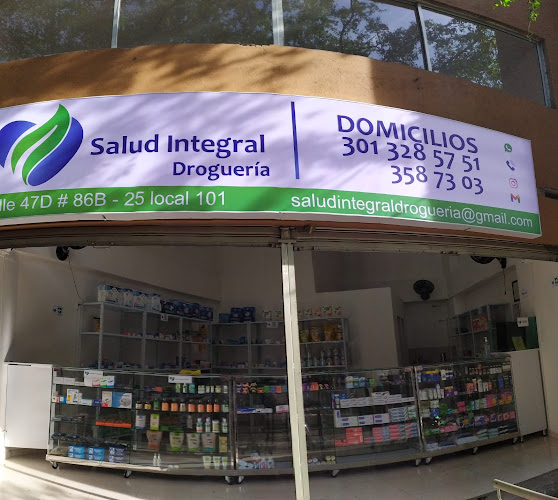 Salud Integral
Droguería
DOMICILIOS
301 328 57 51
358 73 03
lle 47D # 86B - 25 local 101
saludintegraldrogueria@gmail.com